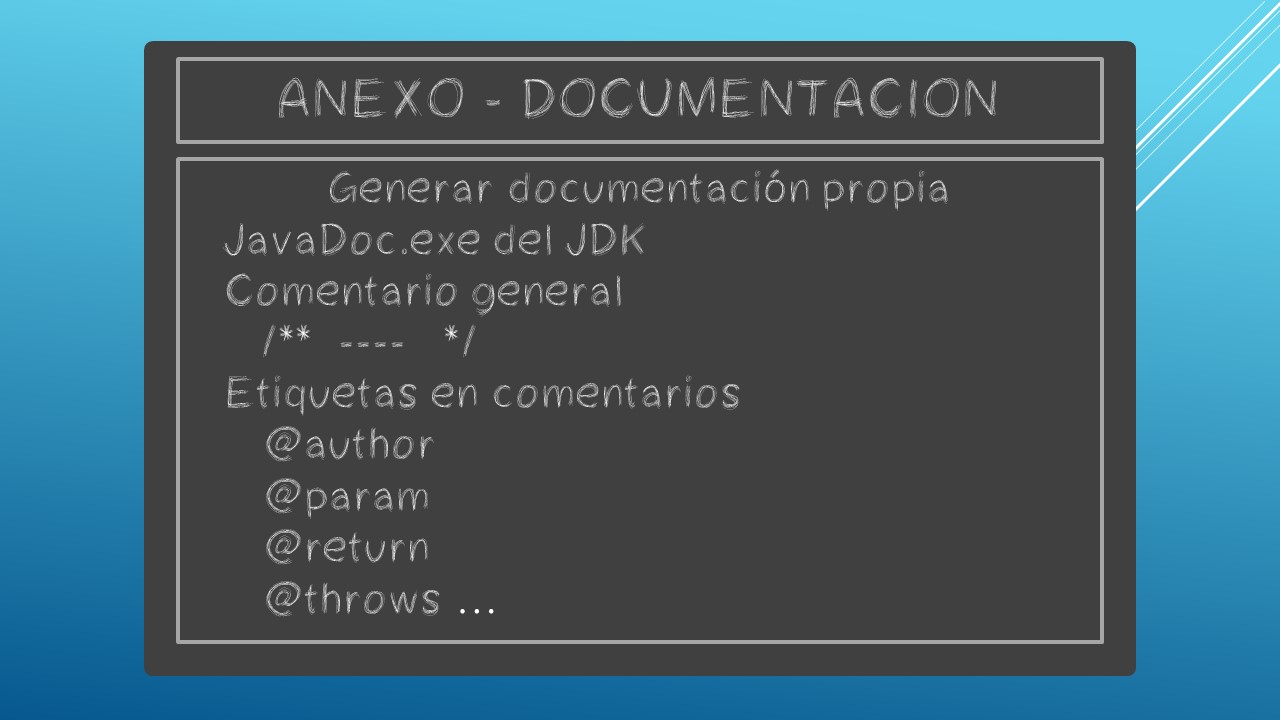 ANEXO - DOCUMENTACION
Generar documentación propia
JavaDoc.exe del JDK
Comentario general
/** ---- */
Etiquetas en comentarios
@author
@param
@return
@throws ...